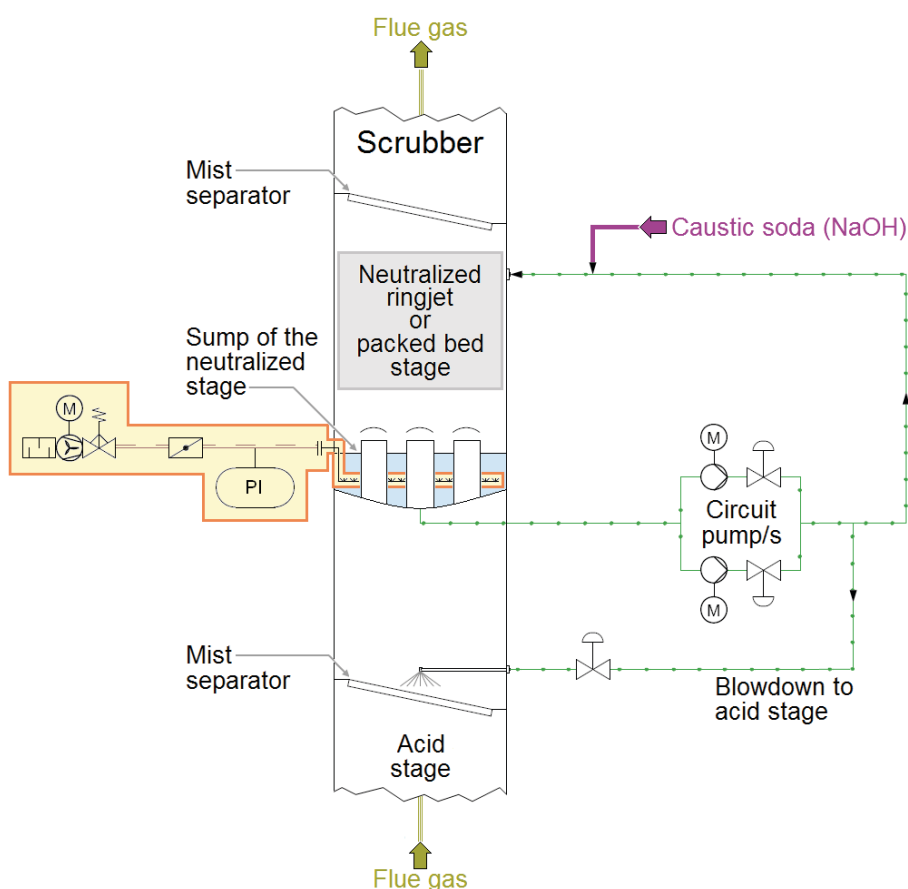 Flue gas
Scrubber
Mist
separator
Caustic soda (NaOH)
Neutralized
ringjet
or
packed bed
stage
Sump of the
neutralized
stage
M
PI
M
Circuit
pump/s
M
Mist
separator
Blowdown to
acid stage
Acid
stage
Flue gas